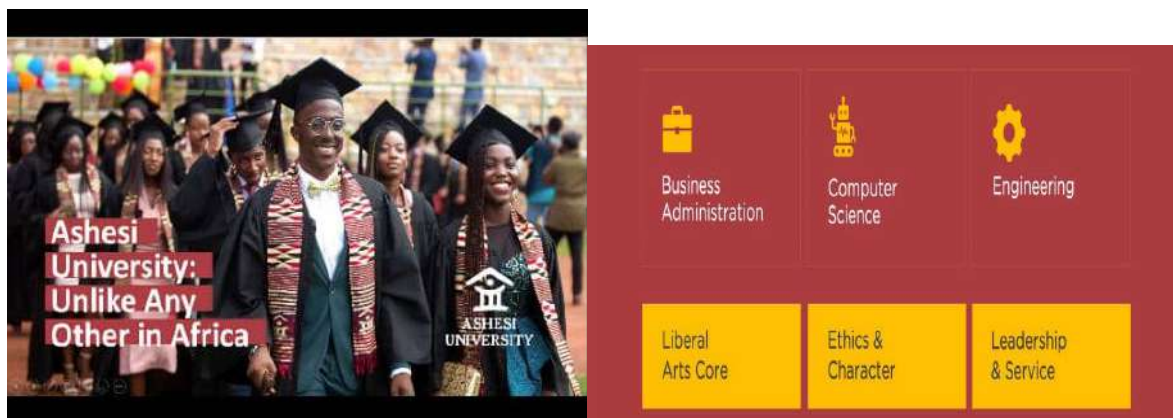 Ashesi
University:
Unlike Any
Other in Africa
ASHESI
UNIVERSITY
Business
Administration
Computer
Science
Engineering
Liberal
Arts Core
Ethics &
Character
Leadership
& Service